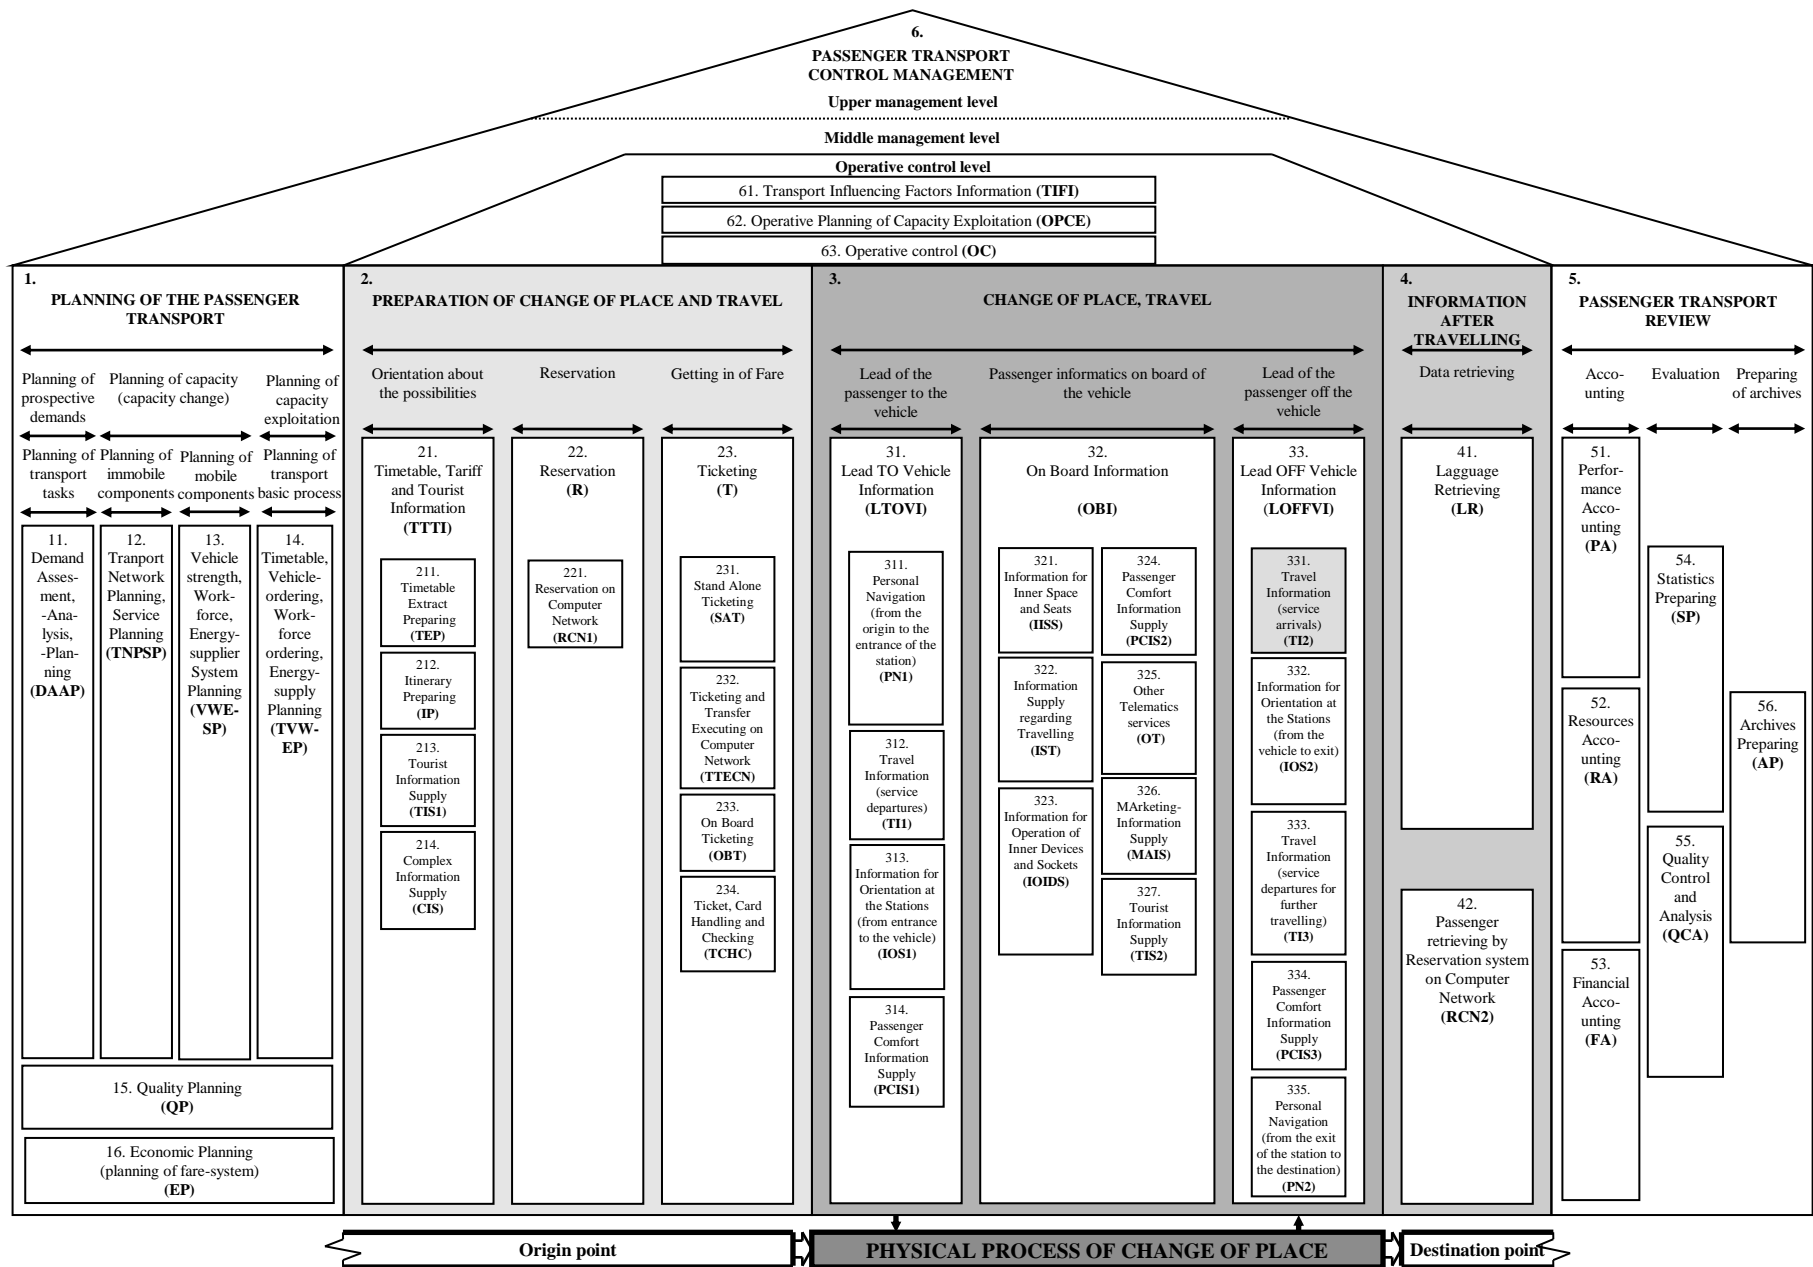 6.
PASSENGER TRANSPORT
CONTROL MANAGEMENT
Upper management level
Middle management level
Operative control level
61. Transport Influencing Factors Information (TIFI)
62. Operative Planning of Capacity Exploitation (OPCE)
63. Operative control (OC)
1.
PLANNING OF THE PASSENGER
TRANSPORT
Planning of
prospective
demands
Planning of capacity
(capacity change)
Planning of
capacity
exploitation
Planning of
transport
tasks
Planning of
immobile
components
Planning of
mobile
components
Planning of
transport
basic process
11.
Demand
Asses-
ment,
-Ana-
lysis,
-Plan-
ning
(DAAP)
12.
Tranport
Network
Planning,
Service
Planning
(TNPSP)
13.
Vehicle
strength,
Work-
force,
Energy-
supplier
System
Planning
(VWE-
SP)
14.
Timetable,
Vehicle-
ordering,
Work-
force
ordering,
Energy-
supply
Planning
(TVW-
EP)
15. Quality Planning
(QP)
16. Economic Planning
(planning of fare-system)
(EP)
2.
PREPARATION OF CHANGE OF PLACE AND TRAVEL
Orientation about
the possibilities
Reservation
Getting in of Fare
21.
Timetable, Tariff
and Tourist
Information
(TTTI)
211.
Timetable
Extract
Preparing
(TEP)
212.
Itinerary
Preparing
(IP)
213.
Tourist
Information
Supply
(TIS1)
214.
Complex
Information
Supply
(CIS)
22.
Reservation
(R)
221.
Reservation on
Computer
Network
(RCN1)
23.
Ticketing
(T)
231.
Stand Alone
Ticketing
(SAT)
232.
Ticketing and
Transfer
Executing on
Computer
Network
(TTECN)
233.
On Board
Ticketing
(OBT)
234.
Ticket, Card
Handling and
Checking
(TCHC)
3.
CHANGE OF PLACE, TRAVEL
Lead of the
passenger to the
vehicle
Passenger informatics on board of
the vehicle
Lead of the
passenger off the
vehicle
31.
Lead TO Vehicle
Information
(LTOVI)
311.
Personal
Navigation
(from the
origin to the
entrance of the
station)
(PN1)
312.
Travel
Information
(service
departures)
(TI1)
313.
Information for
Orientation at
the Stations
(from entrance
to the vehicle)
(IOS1)
314.
Passenger
Comfort
Information
Supply
(PCIS1)
32.
On Board Information
(OBI)
321.
Information for
Inner Space
and Seats
(IISS)
322.
Information
Supply
regarding
Travelling
(IST)
323.
Information for
Operation of
Inner Devices
and Sockets
(IOIDS)
324.
Passenger
Comfort
Information
Supply
(PCIS2)
325.
Other
Telematics
services
(OT)
326.
MArketing-
Information
Supply
(MAIS)
327.
Tourist
Information
Supply
(TIS2)
33.
Lead OFF Vehicle
Information
(LOFFVI)
331.
Travel
Information
(service
arrivals)
(TI2)
332.
Information for
Orientation at
the Stations
(from the
vehicle to exit)
(IOS2)
333.
Travel
Information
(service
departures for
further
travelling)
(TI3)
334.
Passenger
Comfort
Information
Supply
(PCIS3)
335.
Personal
Navigation
(from the exit
of the station to
the destination)
(PN2)
4.
INFORMATION
AFTER
TRAVELLING
Data retrieving
41.
Laggage
Retrieving
(LR)
42.
Passenger
retrieving by
Reservation system
on Computer
Network
(RCN2)
5.
PASSENGER TRANSPORT
REVIEW
Acco-
unting
Evaluation
Preparing
of archives
51.
Perfor-
mance
Acco-
unting
(PA)
52.
Resources
Acco-
unting
(RA)
53.
Financial
Acco-
unting
(FA)
54.
Statistics
Preparing
(SP)
55.
Quality
Control
and
Analysis
(QCA)
56.
Archives
Preparing
(AP)
Origin point
PHYSICAL PROCESS OF CHANGE OF PLACE
Destination point